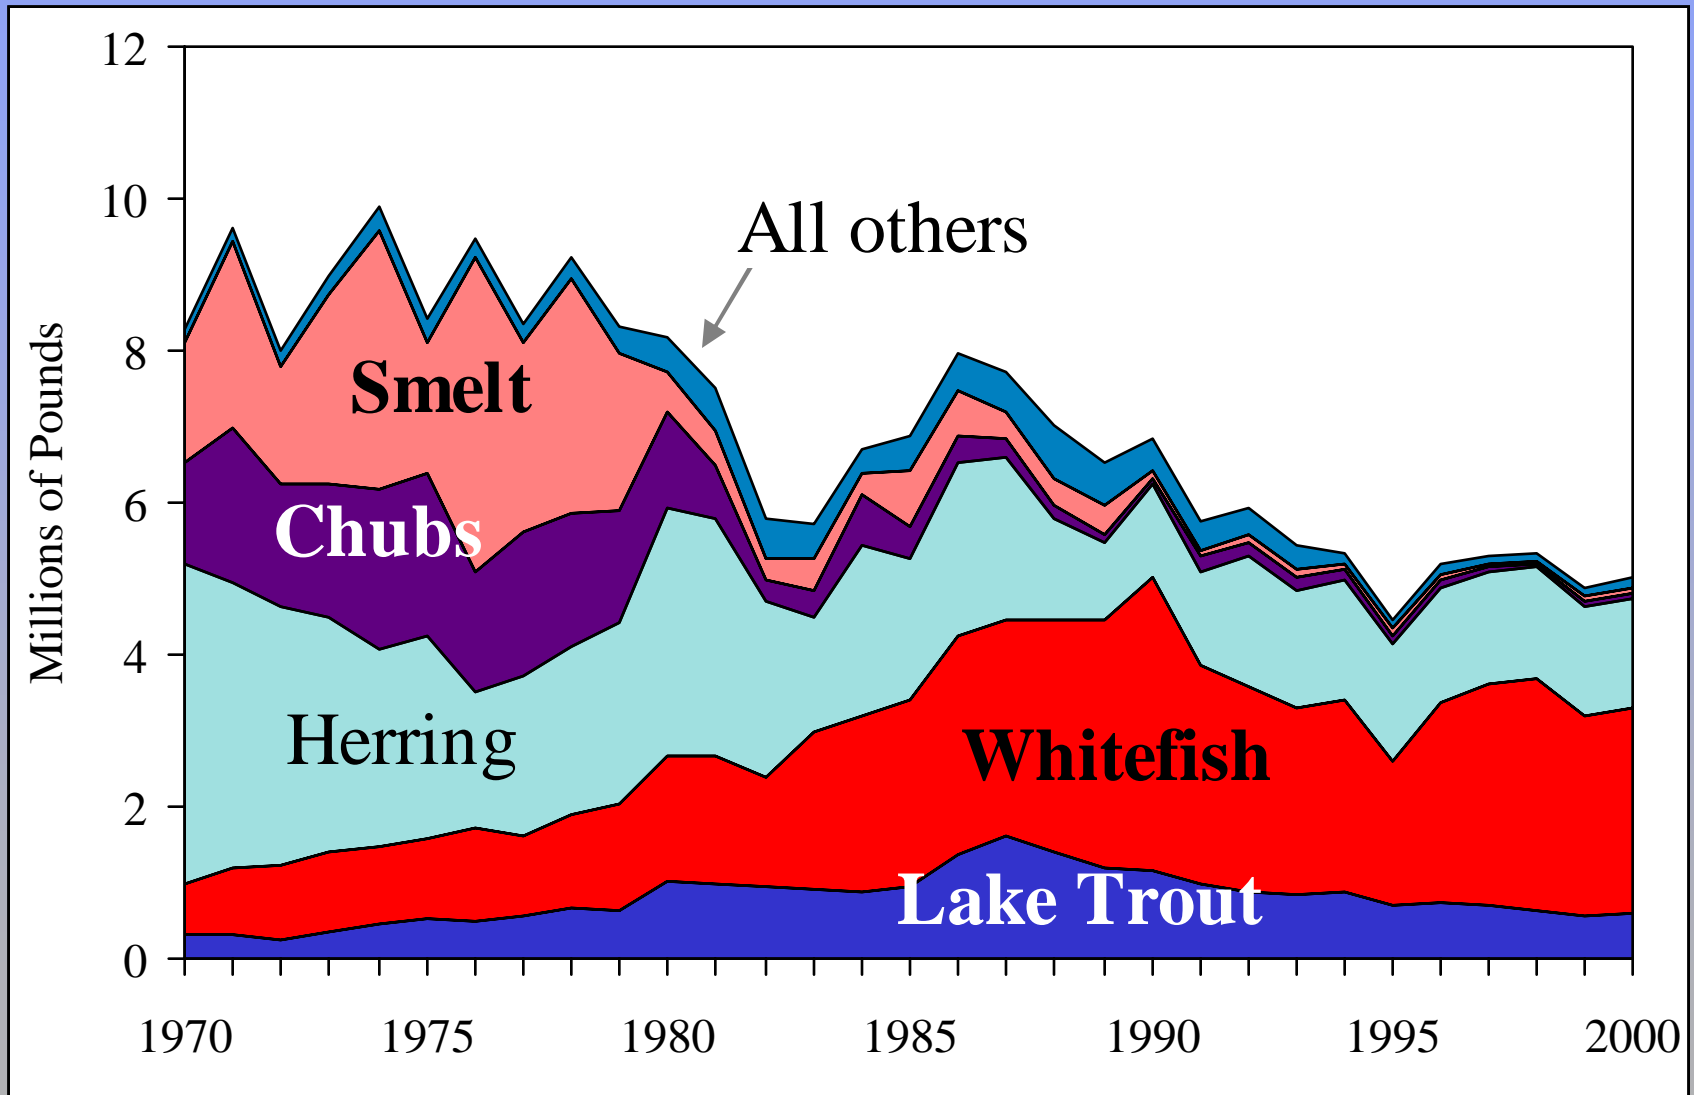 12
10
8
6
4
2
0
Millions of Pounds
All others
Smelt
Chubs
Herring
Whitefish
Lake Trout
1970 1975 1980 1985 1990 1995 2000